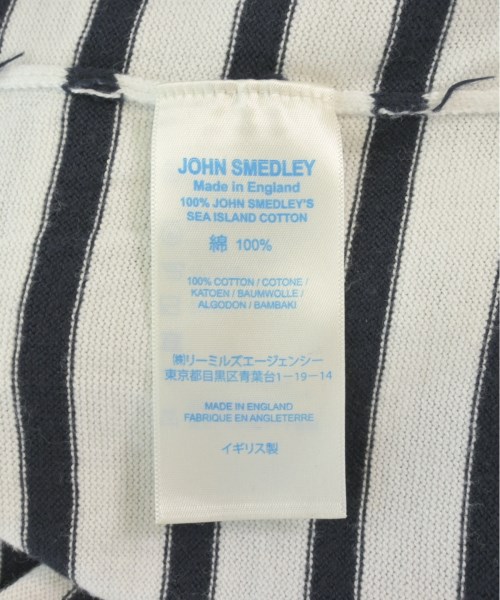 JOHN SMEDLEY
Made in England
100% JOHN SMEDLEY'S
SEA ISLAND COTTON
綿 100%
100% COTTON / COTONE /
KATOEN / BAUMWOLLE /
ALGODON / BAMBAKI
㈱リーミルズエージェンシー
東京都目黒区青葉台1-19-14
MADE IN ENGLAND
FABRIQUE EN ANGLETERRE
イギリス製